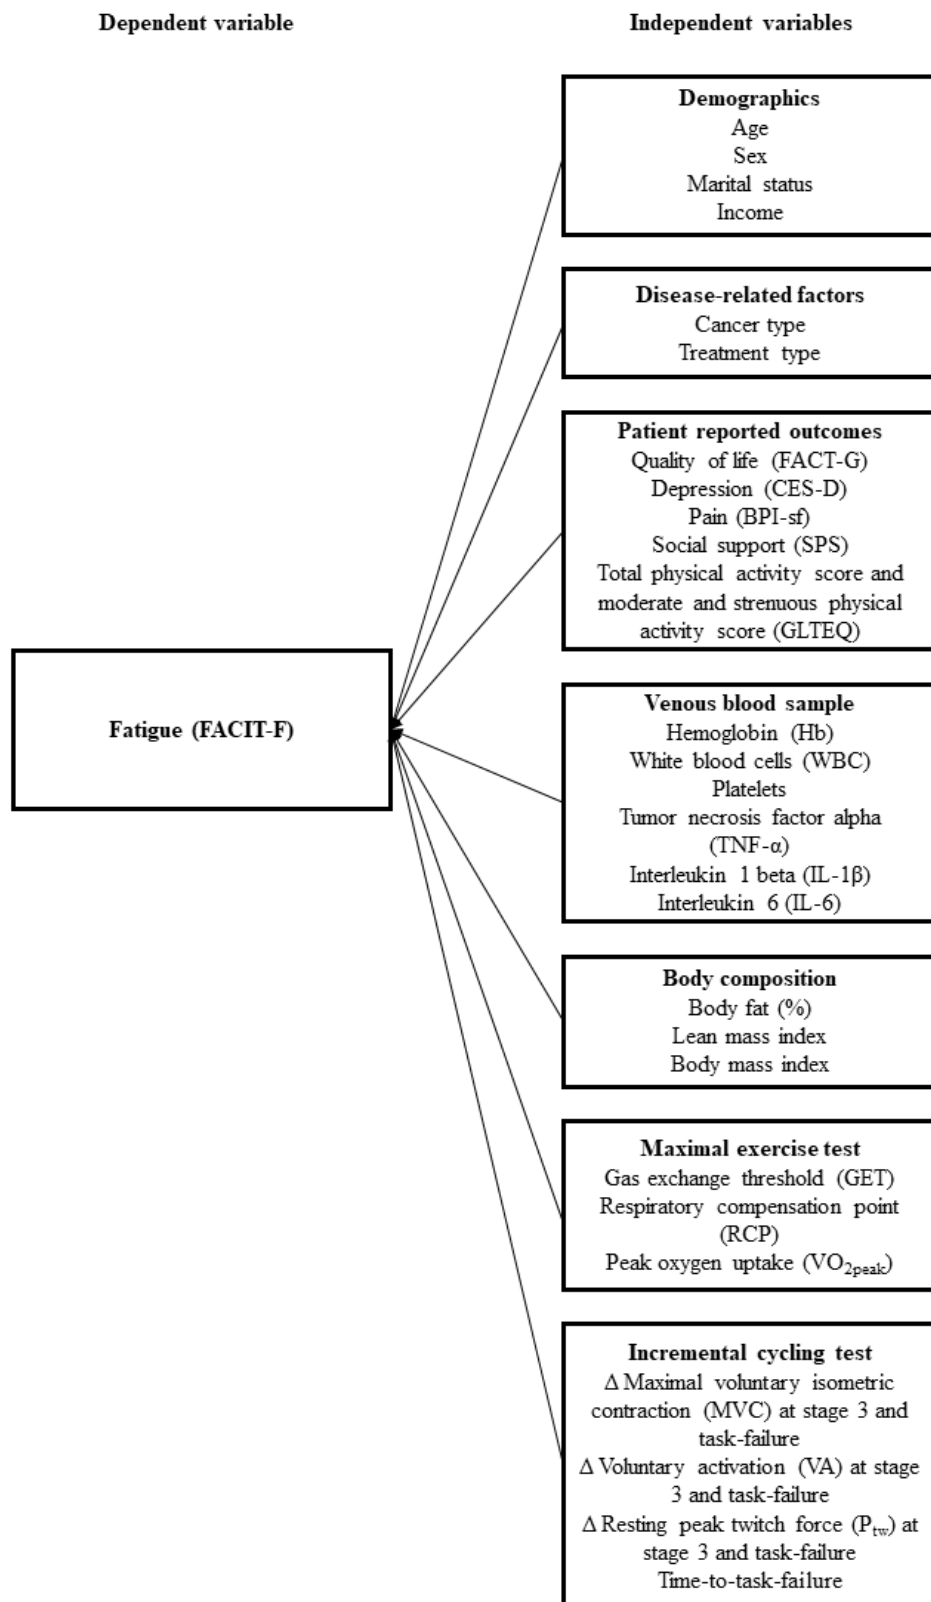 Dependent variable
Independent variables
Demographics
Age
Sex
Marital status
Income
Disease-related factors
Cancer type
Treatment type
Patient reported outcomes
Quality of life (FACT-G)
Depression (CES-D)
Pain (BPI-sf)
Social support (SPS)
Total physical activity score and
moderate and strenuous physical
activity score (GLTEQ)
Fatigue (FACIT-F)
Venous blood sample
Hemoglobin (Hb)
White blood cells (WBC)
Platelets
Tumor necrosis factor alpha
(TNF-α)
Interleukin 1 beta (IL-1β)
Interleukin 6 (IL-6)
Body composition
Body fat (%)
Lean mass index
Body mass index
Maximal exercise test
Gas exchange threshold (GET)
Respiratory compensation point
(RCP)
Peak oxygen uptake (VO2peak)
Incremental cycling test
Δ Maximal voluntary isometric
contraction (MVC) at stage 3 and
task-failure
Δ Voluntary activation (VA) at stage
3 and task-failure
Δ Resting peak twitch force (Ptw) at
stage 3 and task-failure
Time-to-task-failure